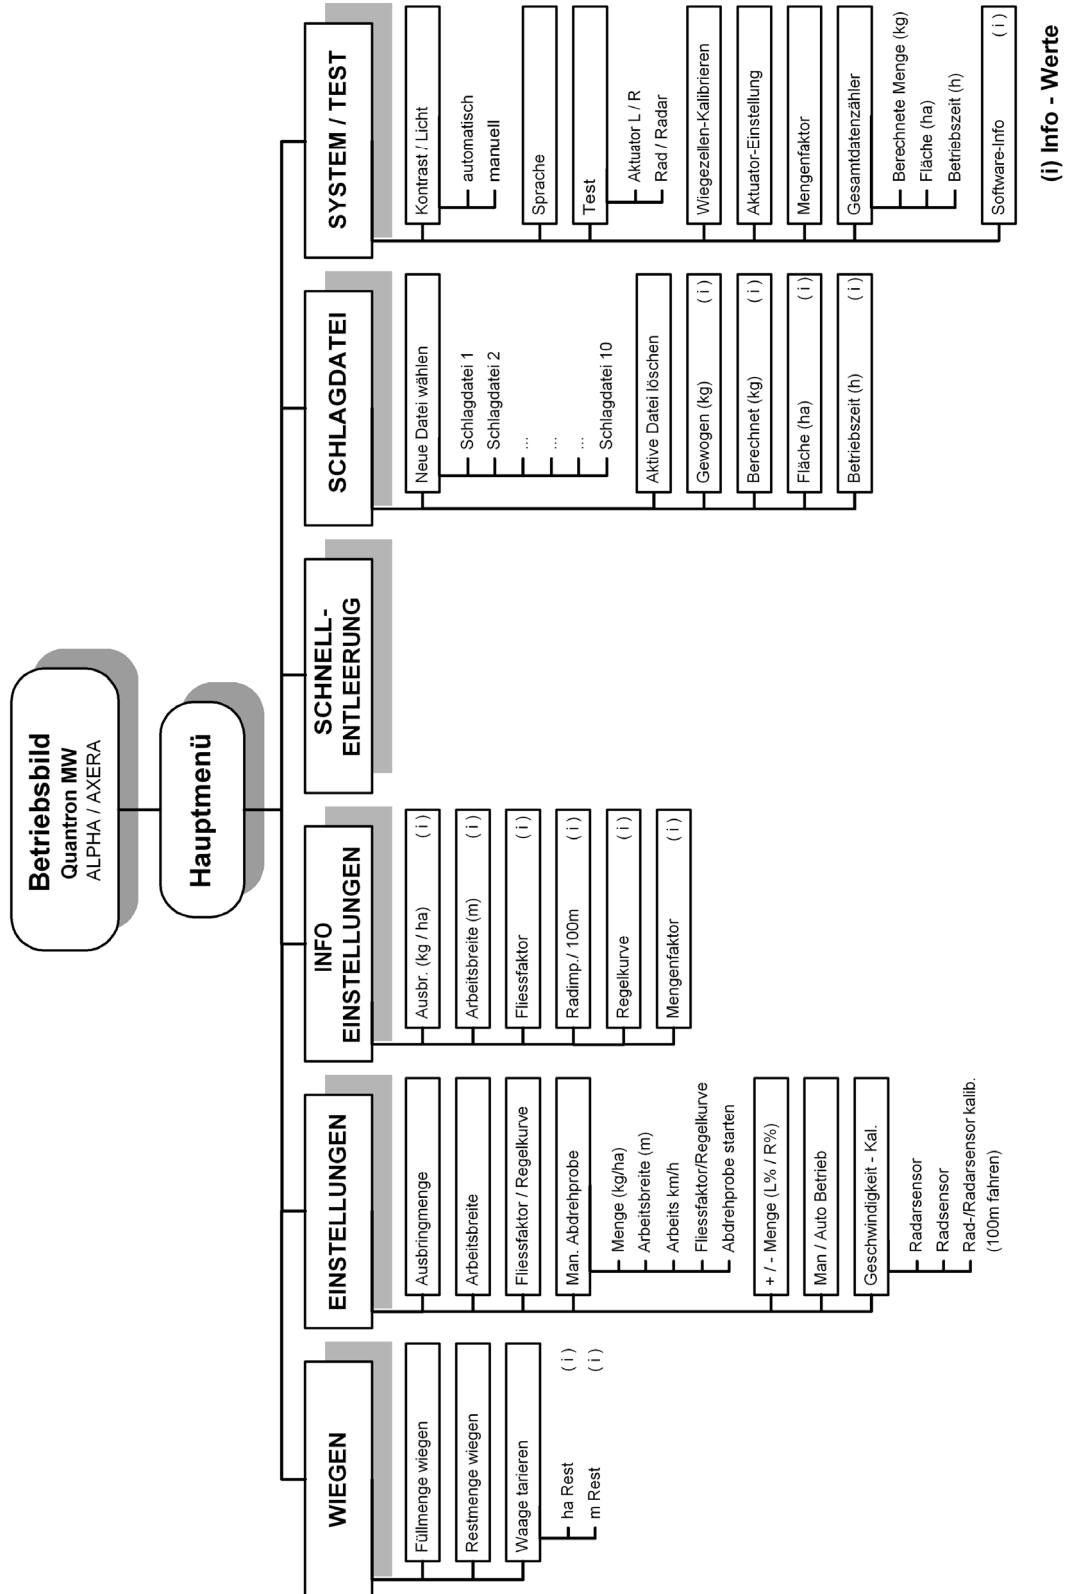 Betriebsbild
Quantron MW
ALPHA / AXERA
Hauptmenü
WIEGEN
Füllmenge wiegen
Restmenge wiegen
Waage tarieren
ha Rest ( i )
m Rest ( i )
EINSTELLUNGEN
Ausbringmenge
Arbeitsbreite
Fliessfaktor / Regelkurve
Man. Abdrehprobe
Menge (kg/ha)
Arbeitsbreite (m)
Arbeits km/h
Fliessfaktor/Regelkurve
Abdrehprobe starten
+ / - Menge (L% / R%)
Man / Auto Betrieb
Geschwindigkeit - Kal.
Radarsensor
Radsensor
Rad-/Radarsensor kalib.
(100m fahren)
INFO
EINSTELLUNGEN
Ausbr. (kg / ha) ( i )
Arbeitsbreite (m) ( i )
Fliessfaktor ( i )
Radimp./ 100m ( i )
Regelkurve ( i )
Mengenfaktor ( i )
SCHNELL-
ENTLEERUNG
SCHLAGDATEI
Neue Datei wählen
Schlagdatei 1
Schlagdatei 2
...
...
...
Schlagdatei 10
Aktive Datei löschen
Gewogen (kg) ( i )
Berechnet (kg) ( i )
Fläche (ha) ( i )
Betriebszeit (h) ( i )
SYSTEM / TEST
Kontrast / Licht
automatisch
manuell
Sprache
Test
Aktuator L / R
Rad / Radar
Wiegezellen-Kalibrieren
Aktuator-Einstellung
Mengenfaktor
Gesamtdatenzähler
Berechnete Menge (kg)
Fläche (ha)
Betriebszeit (h)
Software-Info ( i )
(i) Info - Werte